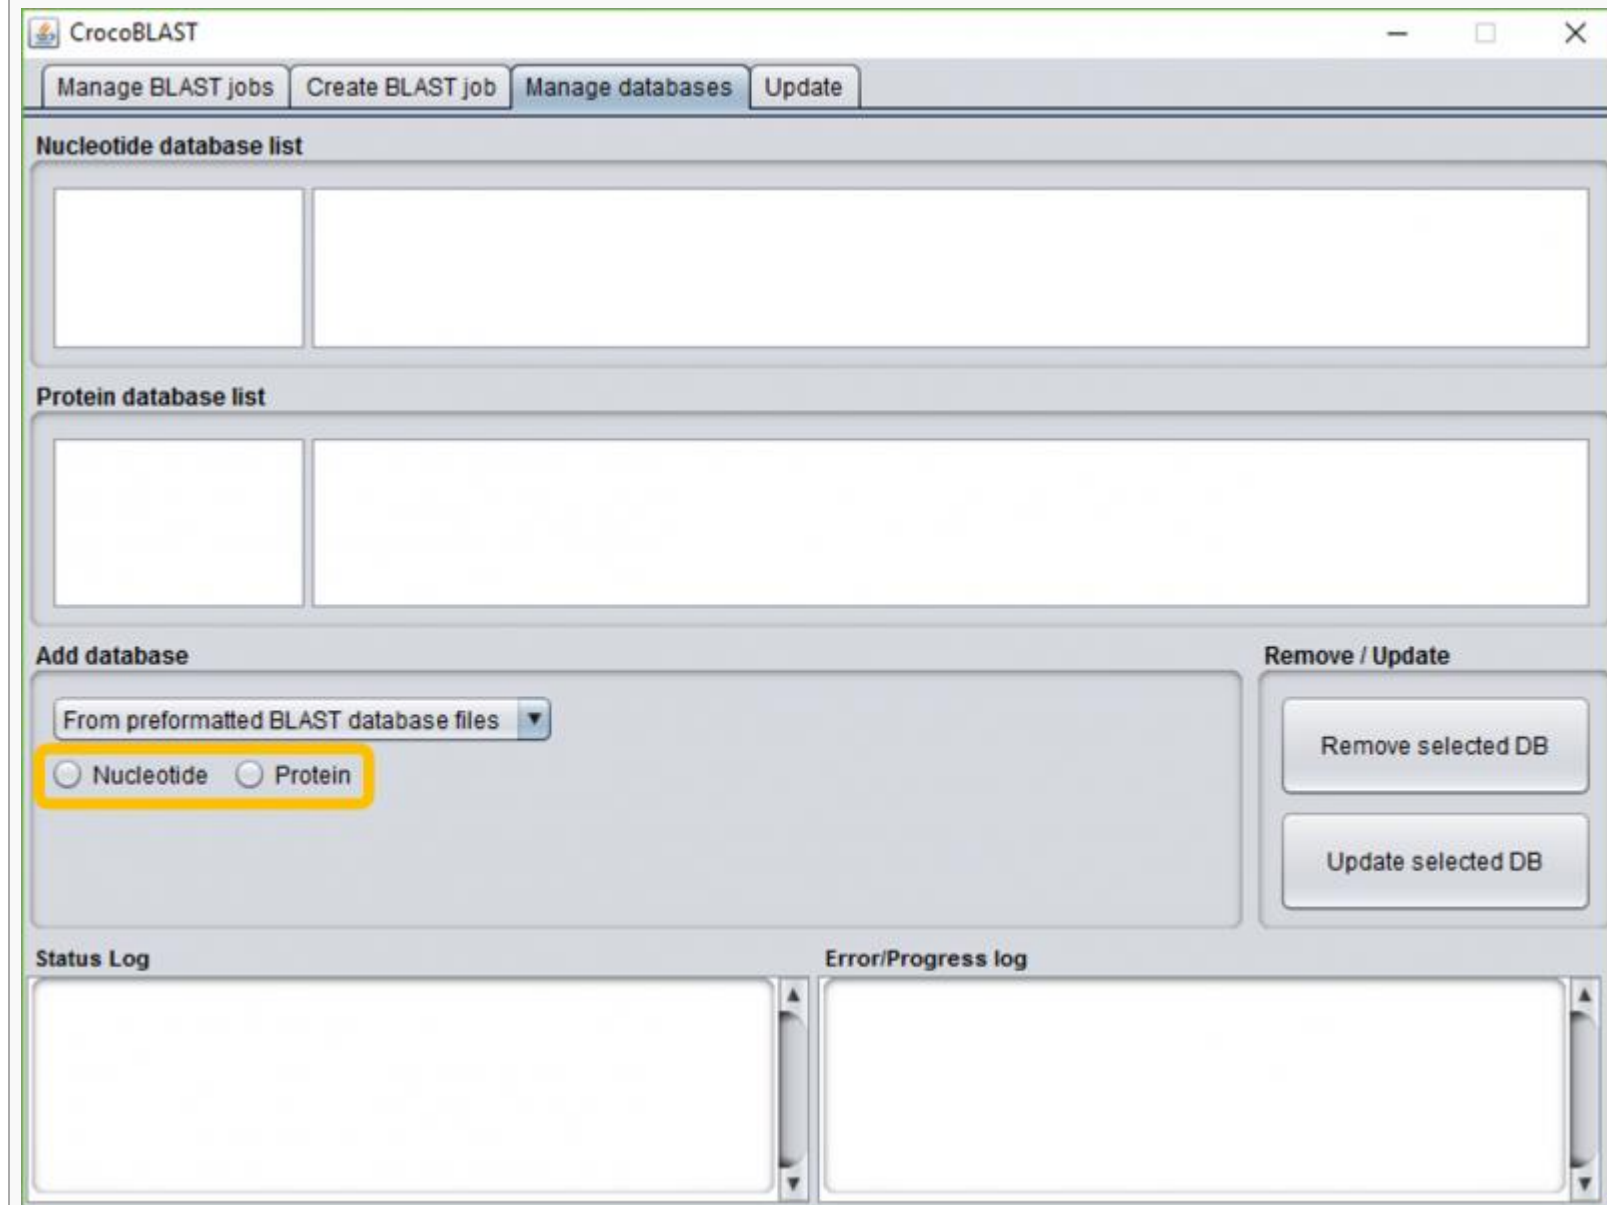 CrocoBLAST
Manage BLAST jobs Create BLAST job Manage databases Update
Nucleotide database list
Protein database list
Add database Remove / Update
From preformatted BLAST database files
Remove selected DB
Nucleotide Protein
Update selected DB
Status Log Error/Progress log